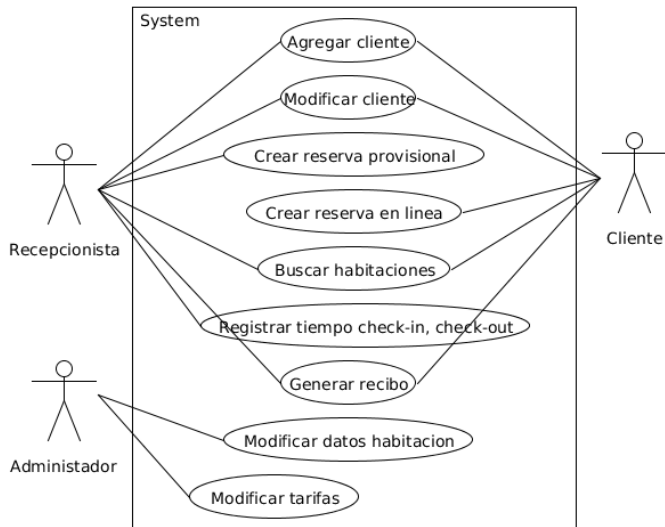 System
Agregar cliente
Modificar cliente
Crear reserva provisional
Crear reserva en linea
Recepcionista
Cliente
Buscar habitaciones
Registrar tiempo check-in, check-out
Generar recibo
Modificar datos habitacion
Administador
Modificar tarifas